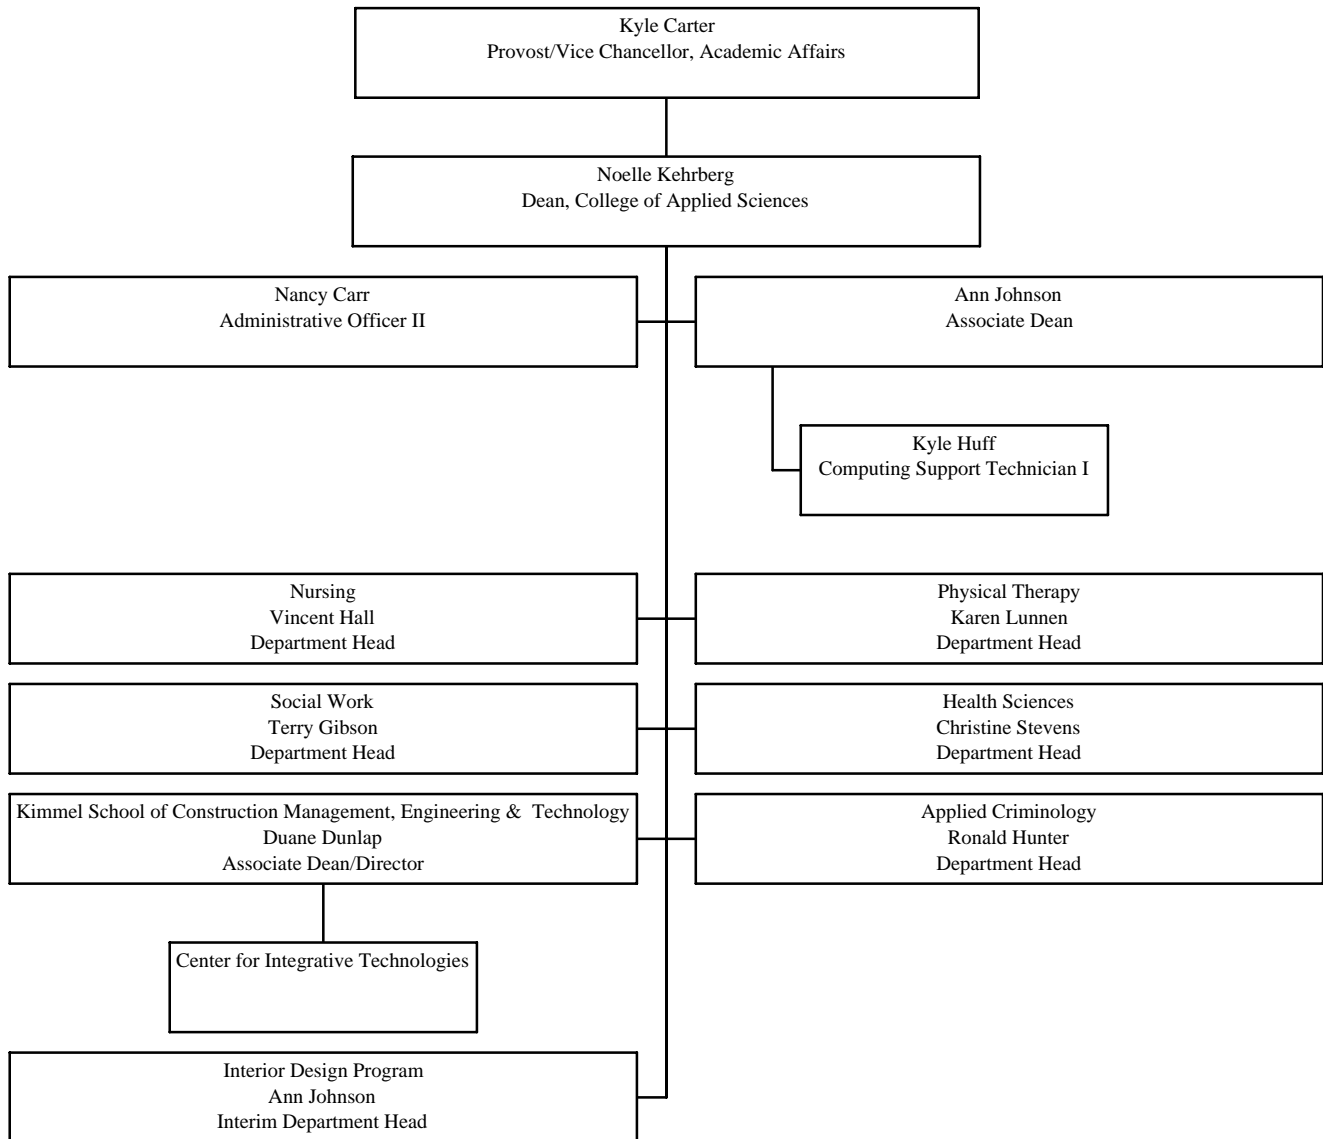 Kyle Carter
Provost/Vice Chancellor, Academic Affairs
Noelle Kehrberg
Dean, College of Applied Sciences
Nancy Carr
Administrative Officer II
Ann Johnson
Associate Dean
Kyle Huff
Computing Support Technician I
Nursing
Vincent Hall
Department Head
Physical Therapy
Karen Lunnen
Department Head
Social Work
Terry Gibson
Department Head
Health Sciences
Christine Stevens
Department Head
Kimmel School of Construction Management, Engineering &  Technology
Duane Dunlap
Associate Dean/Director
Applied Criminology
Ronald Hunter
Department Head
Center for Integrative Technologies
Interior Design Program
Ann Johnson
Interim Department Head